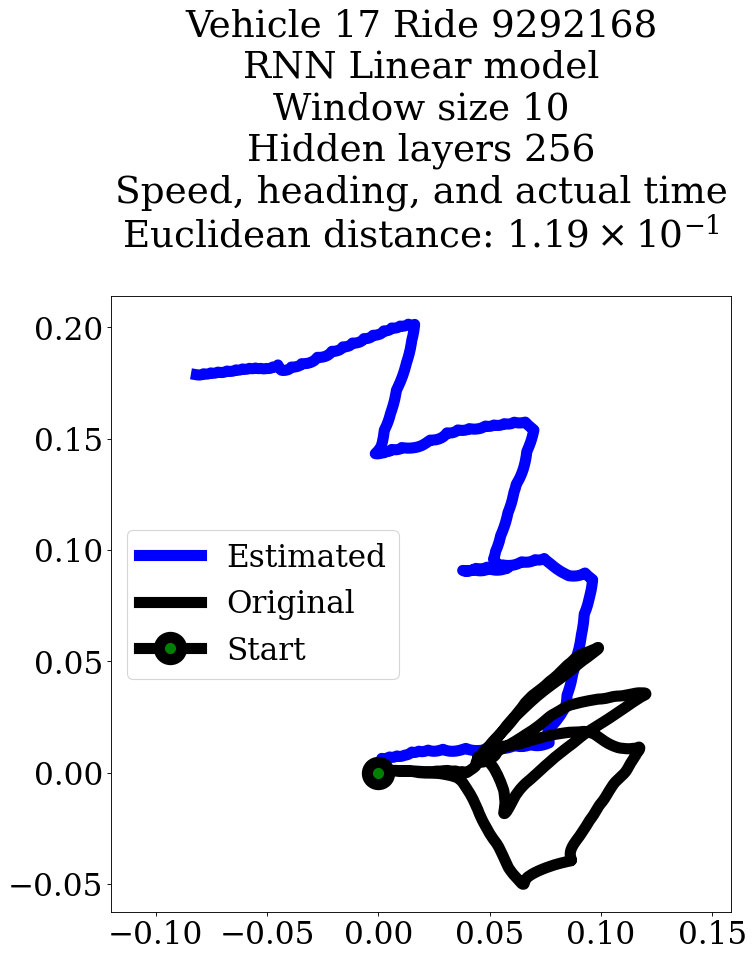 Vehicle 17 Ride 9292168
RNN Linear model
Window size 10
Hidden layers 256
Speed, heading, and actual time
Euclidean distance: 1.19 × 10⁻¹
0.20
0.15
0.10
0.05
0.00
−0.05
Estimated
Original
Start
−0.10 −0.05 0.00 0.05 0.10 0.15